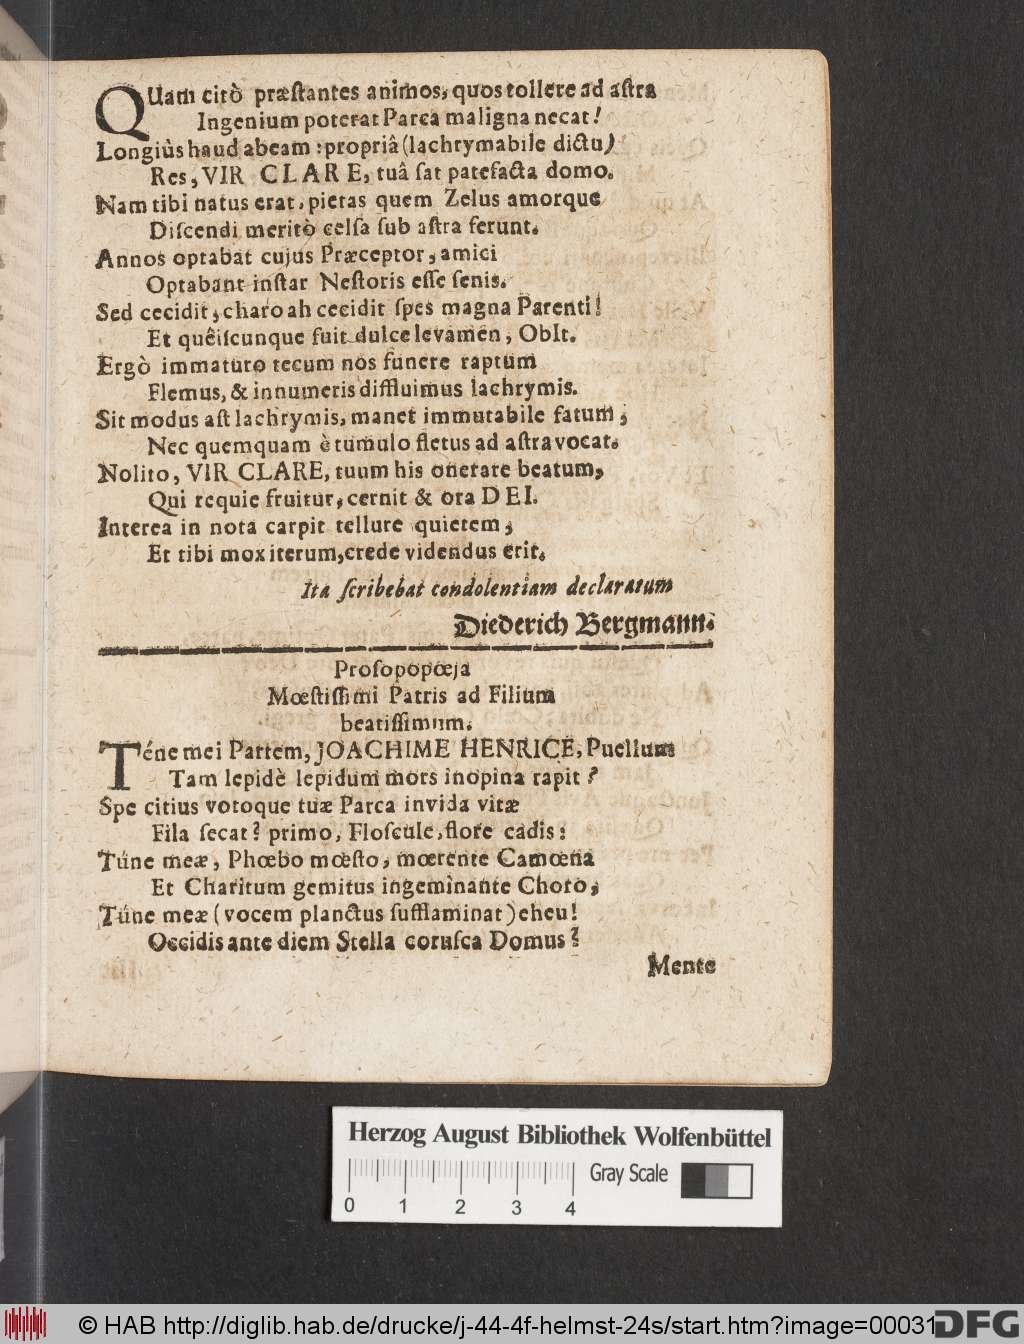 QUam citò præſtantes animos, quos tollere ad aſtra
Ingenium poterat Parca maligna necat!
Longiùs haud abeam: propriâ (lachrymabile dictu)
Res, VIR CLARE, tuâ ſat patefacta domo.
Nam tibi natus erat, pietas quem Zelus amorque
Diſcendi meritò celſa ſub aſtra ferunt.
Annos optabat cujus Præceptor, amici
Optabant inſtar Neſtoris eſſe ſenis.
Sed cecidit, charo ah cecidit ſpes magna Parenti!
Et quêiſcunque fuit dulce levamen, ObIt.
Ergò immaturo tecum nos funere raptum
Flemus, & innumeris diffluimus lachrymis.
Sit modus aſt lachrymis, manet immutabile fatum,
Nec quemquam è tumulo fletus ad aſtra vocat.
Nolito, VIR CLARE, tuum his onerare beatum,
Qui requie fruitur, cernit & ora DEI.
Interea in nota carpit tellure quietem,
Et tibi mox iterum, crede videndus erit.
Ita ſcribebat condolentiam declaratum
Diederich Bergmann.
Proſopopœja
Mœſtiſſimi Patris ad Filium
beatiſſimum.
Téne mei Partem, JOACHIME HENRICE, Puellum
Tam lepidè lepidum mors inopina rapit?
Spe citius votoque tuæ Parca invida vitæ
Fila ſecat? primo, Floſcule, flore cadis:
Túne meæ, Phœbo mœſto, mœrente Camœna
Et Charitum gemitus ingeminante Choro,
Túne meæ (vocem planctus ſufflaminat) eheu!
Occidis ante diem Stella coruſca Domus?
Mente
Herzog August Bibliothek Wolfenbüttel
Gray Scale
0 1 2 3 4
© HAB http://diglib.hab.de/drucke/j-44-4f-helmst-24s/start.htm?image=00031
DFG